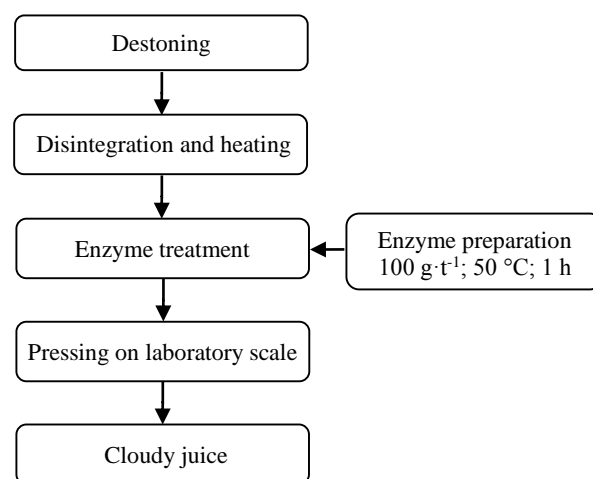 Destoning
Disintegration and heating
Enzyme treatment
Enzyme preparation
100 g·t⁻¹; 50 °C; 1 h
Pressing on laboratory scale
Cloudy juice